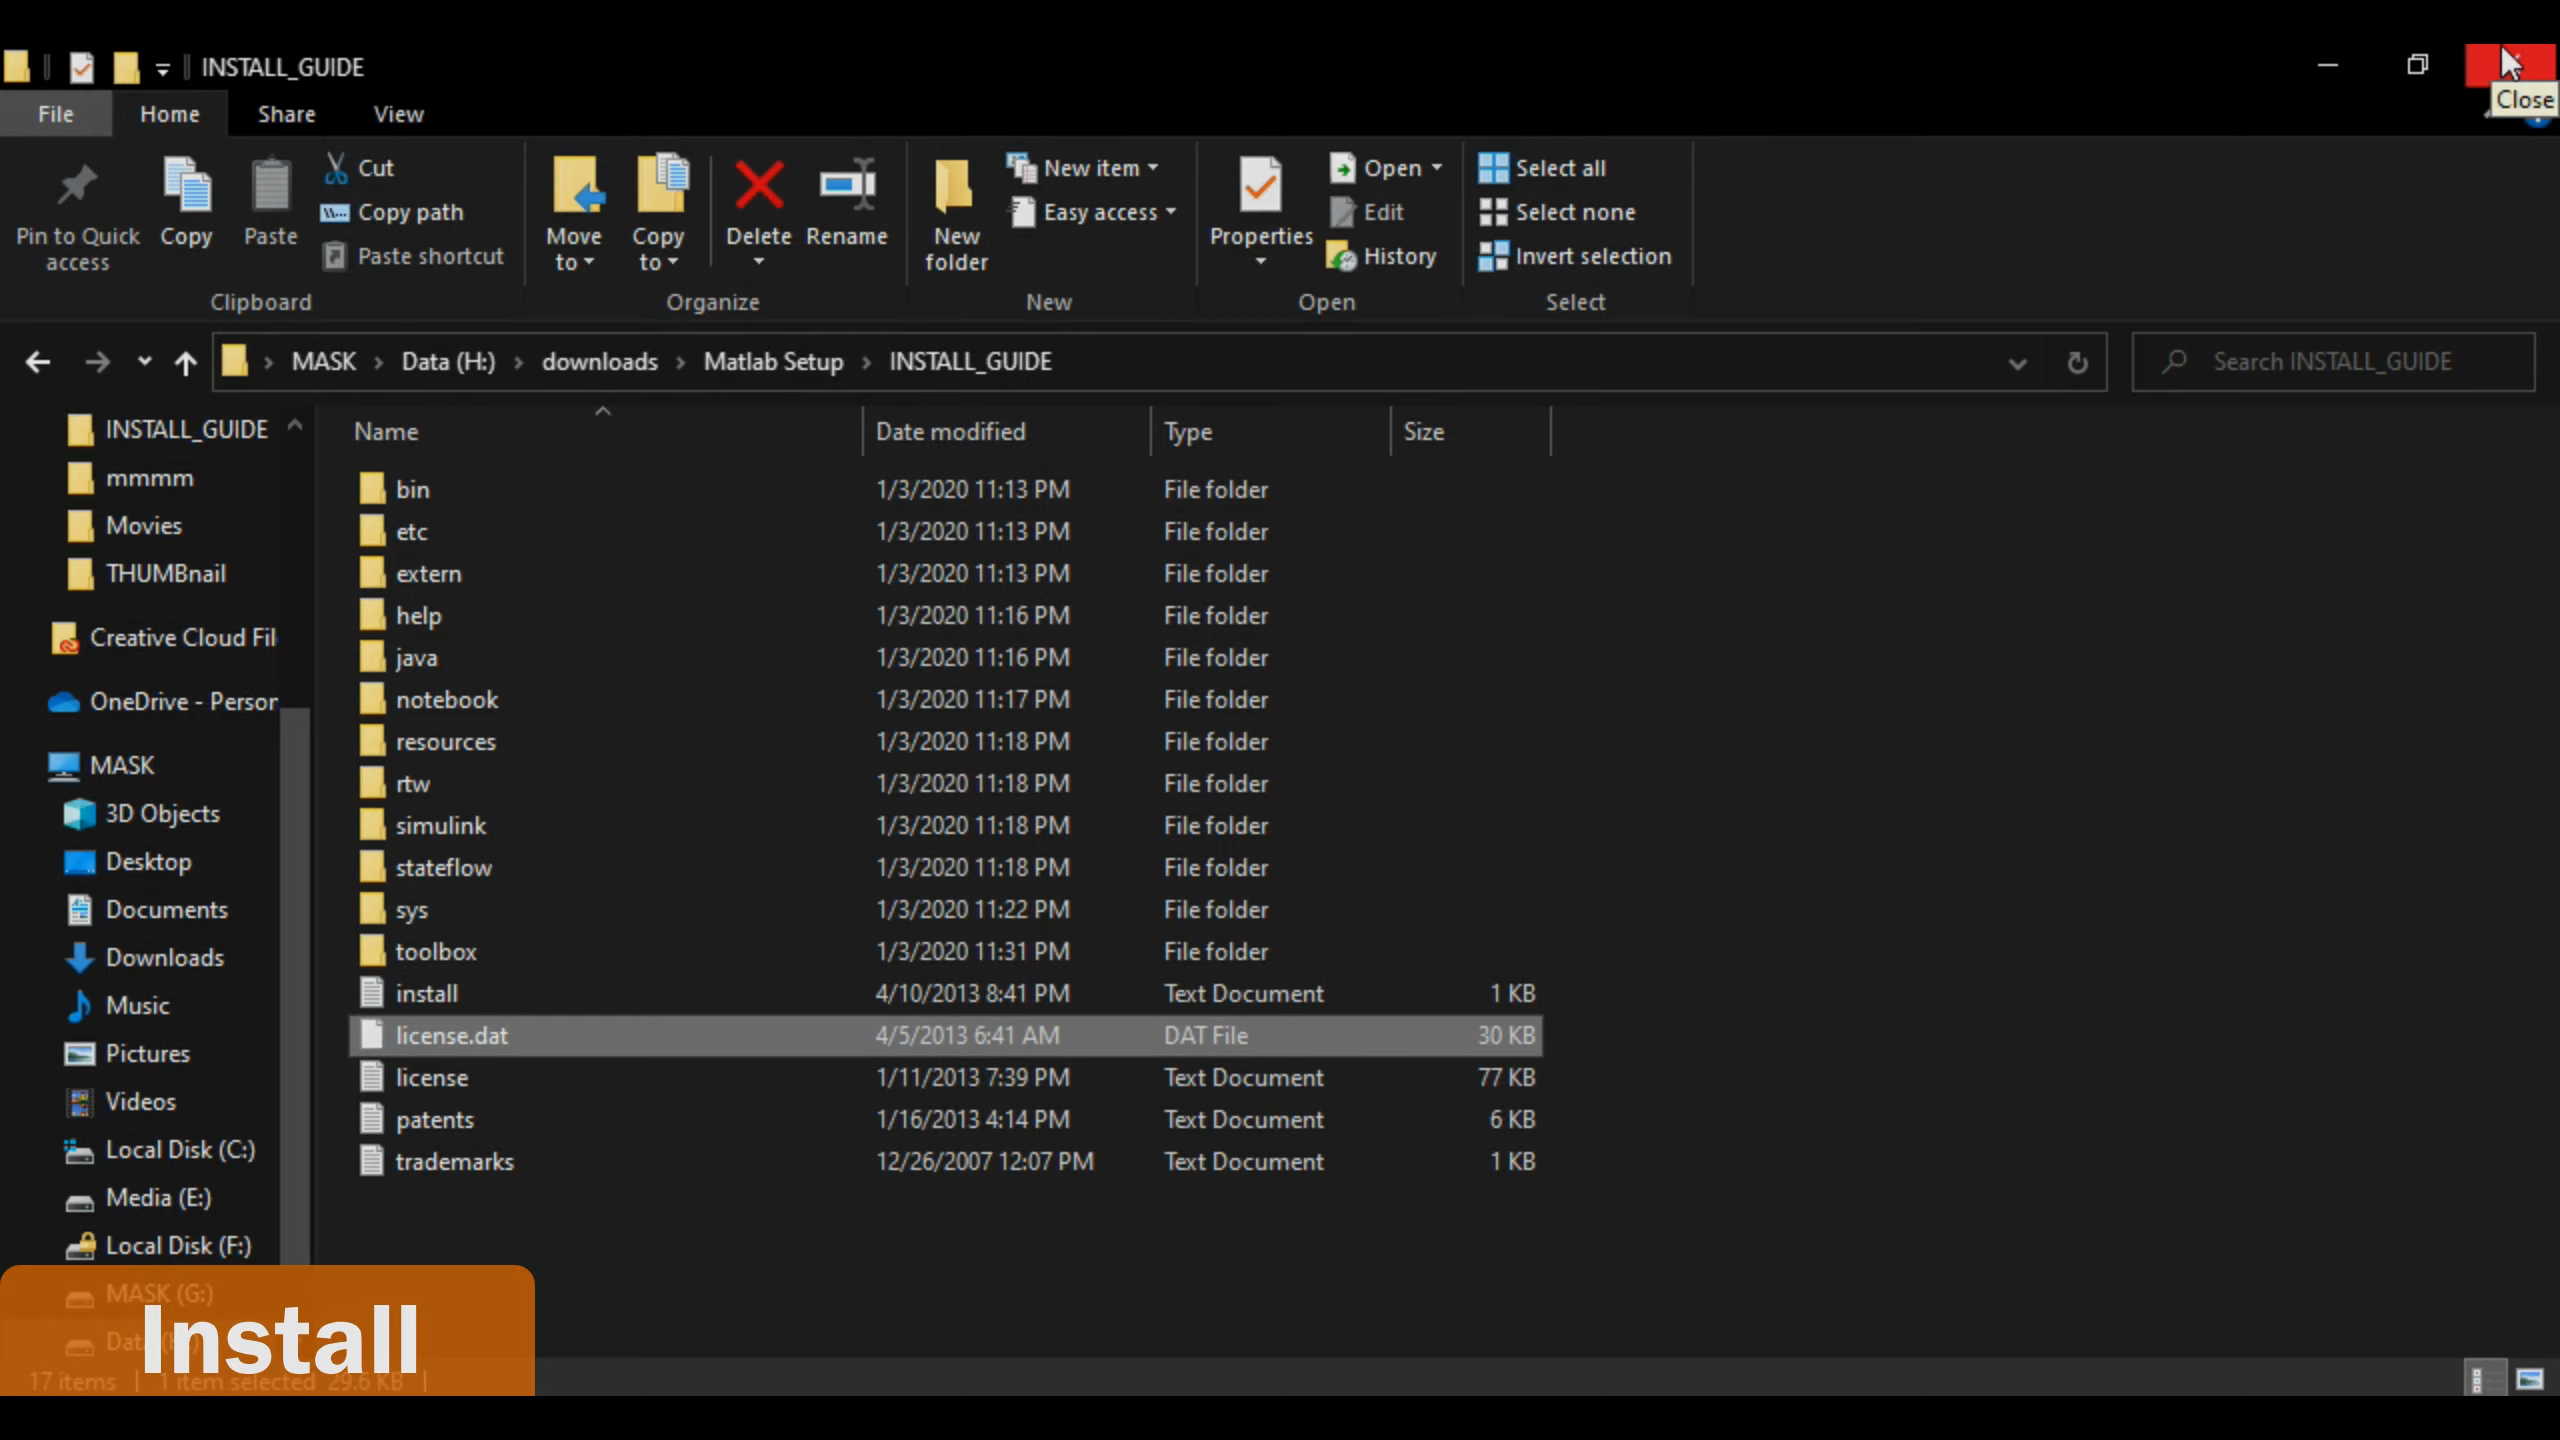 INSTALL_GUIDE
Close
File Home Share View
Pin to Quick access
Copy
Paste
Cut
Copy path
Paste shortcut
Clipboard
Move to
Copy to
Delete
Rename
Organize
New folder
New item
Easy access
New
Properties
Open
Edit
History
Open
Select all
Select none
Invert selection
Select
MASK Data (H:) downloads Matlab Setup INSTALL_GUIDE
Search INSTALL_GUIDE
INSTALL_GUIDE
mmmm
Movies
THUMBnail
Creative Cloud Fil
OneDrive - Person
MASK
3D Objects
Desktop
Documents
Downloads
Music
Pictures
Videos
Local Disk (C:)
Media (E:)
Local Disk (F:)
MASK (G:)
Name Date modified Type Size
bin 1/3/2020 11:13 PM File folder
etc 1/3/2020 11:13 PM File folder
extern 1/3/2020 11:13 PM File folder
help 1/3/2020 11:16 PM File folder
java 1/3/2020 11:16 PM File folder
notebook 1/3/2020 11:17 PM File folder
resources 1/3/2020 11:18 PM File folder
rtw 1/3/2020 11:18 PM File folder
simulink 1/3/2020 11:18 PM File folder
stateflow 1/3/2020 11:18 PM File folder
sys 1/3/2020 11:22 PM File folder
toolbox 1/3/2020 11:31 PM File folder
install 4/10/2013 8:41 PM Text Document 1 KB
license.dat 4/5/2013 6:41 AM DAT File 30 KB
license 1/11/2013 7:39 PM Text Document 77 KB
patents 1/16/2013 4:14 PM Text Document 6 KB
trademarks 12/26/2007 12:07 PM Text Document 1 KB
Install
17 items 1 item selected 29.6 KB